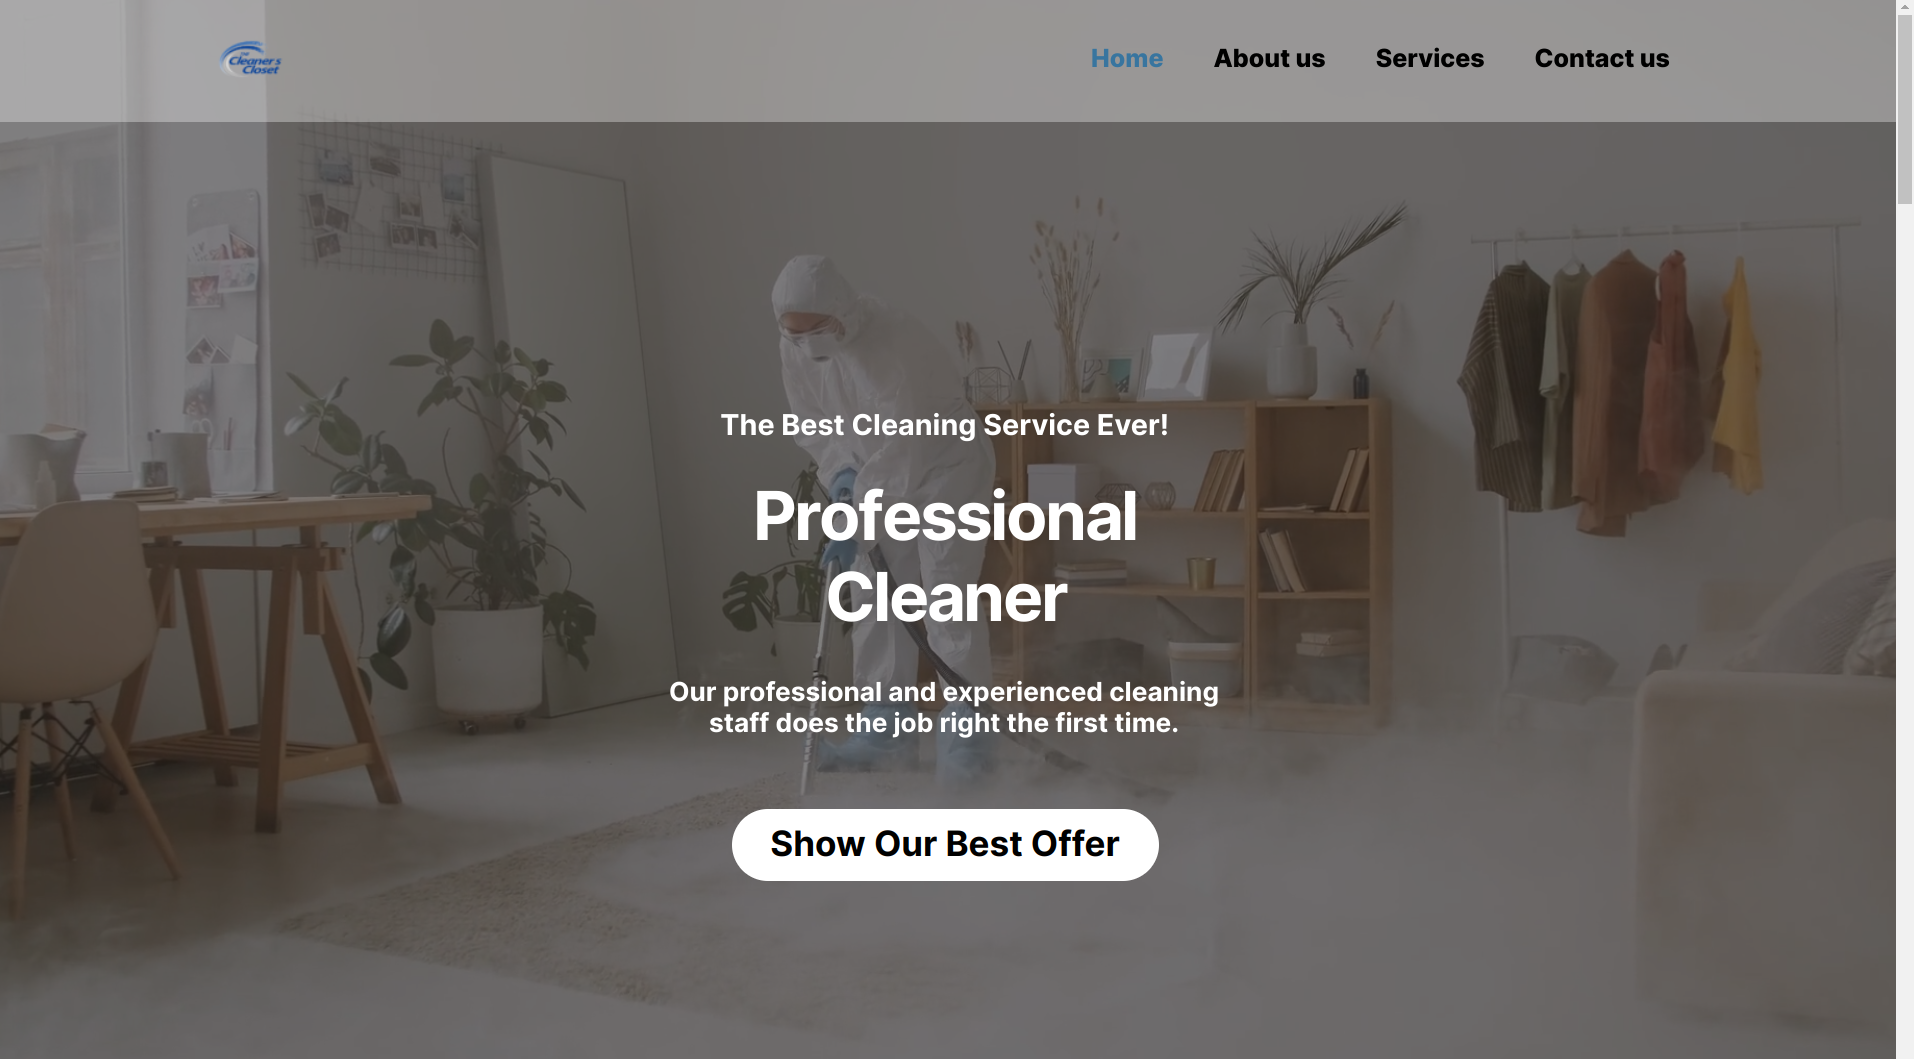 The
Cleaner's
Closet
Home About us Services Contact us
The Best Cleaning Service Ever!
Professional
Cleaner
Our professional and experienced cleaning
staff does the job right the first time.
Show Our Best Offer